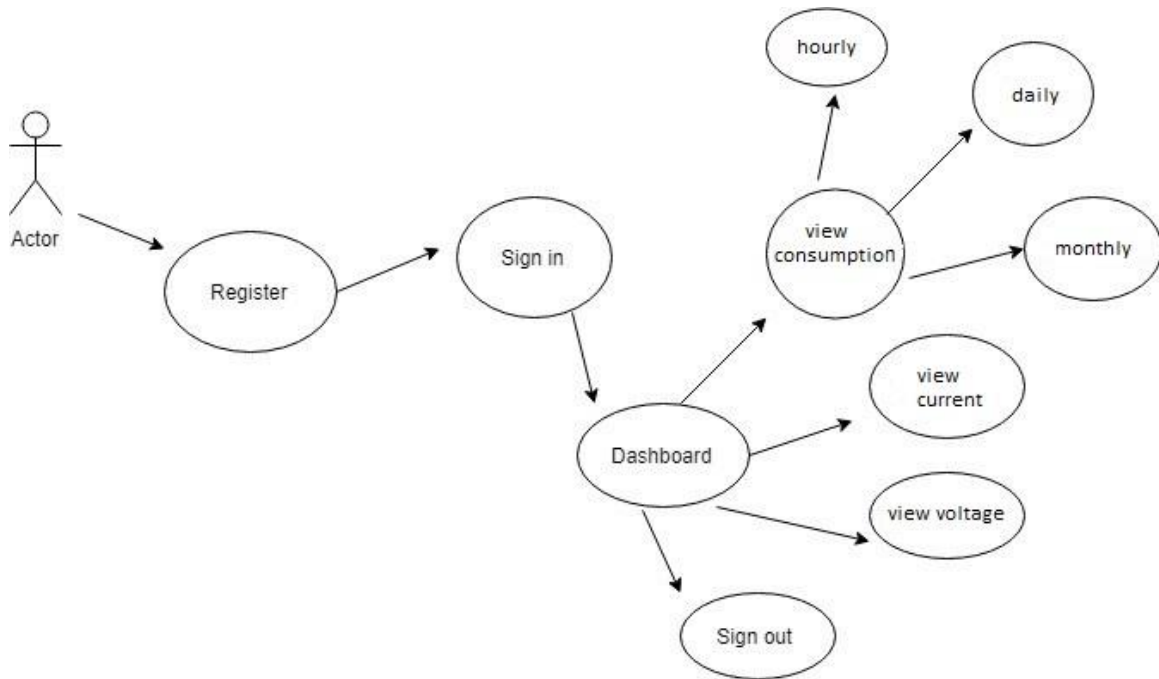 hourly
daily
Actor
Register
Sign in
view
consumption
monthly
view
current
Dashboard
view voltage
Sign out